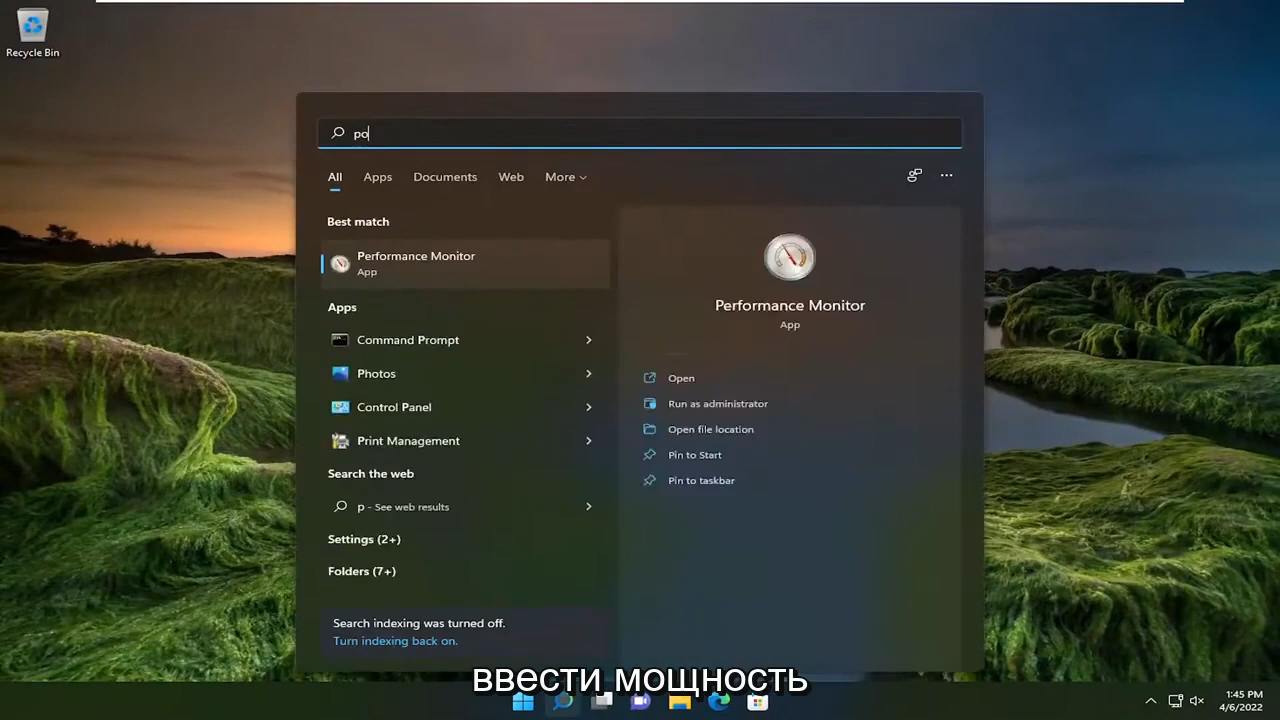 Recycle Bin
po
All Apps Documents Web More
Best match
Performance Monitor
App
Apps
Command Prompt
Photos
Control Panel
Print Management
Search the web
p - See web results
Settings (2+)
Folders (7+)
Search indexing was turned off.
Turn indexing back on.
Performance Monitor
App
Open
Run as administrator
Open file location
Pin to Start
Pin to taskbar
ввести мощность
1:45 PM
4/6/2022